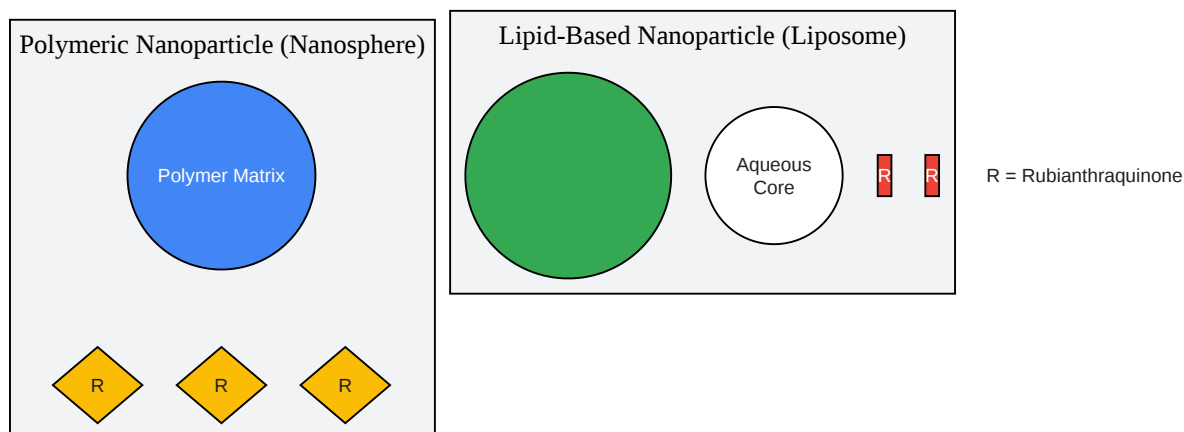 Polymeric Nanoparticle (Nanosphere)
Polymer Matrix
R
R
R
Lipid-Based Nanoparticle (Liposome)
Aqueous
Core
R
R
R = Rubianthraquinone